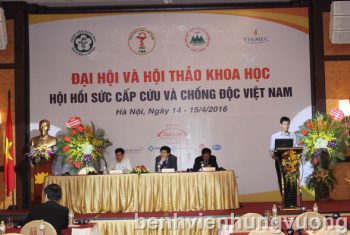 VINMEC
ĐẠI HỘI VÀ HỘI THẢO KHOA HỌC
HỘI HỒI SỨC CẤP CỨU VÀ CHỐNG ĐỘC VIỆT NAM
Hà Nội, Ngày 14 - 15/4/2016
benhvienhungvuong